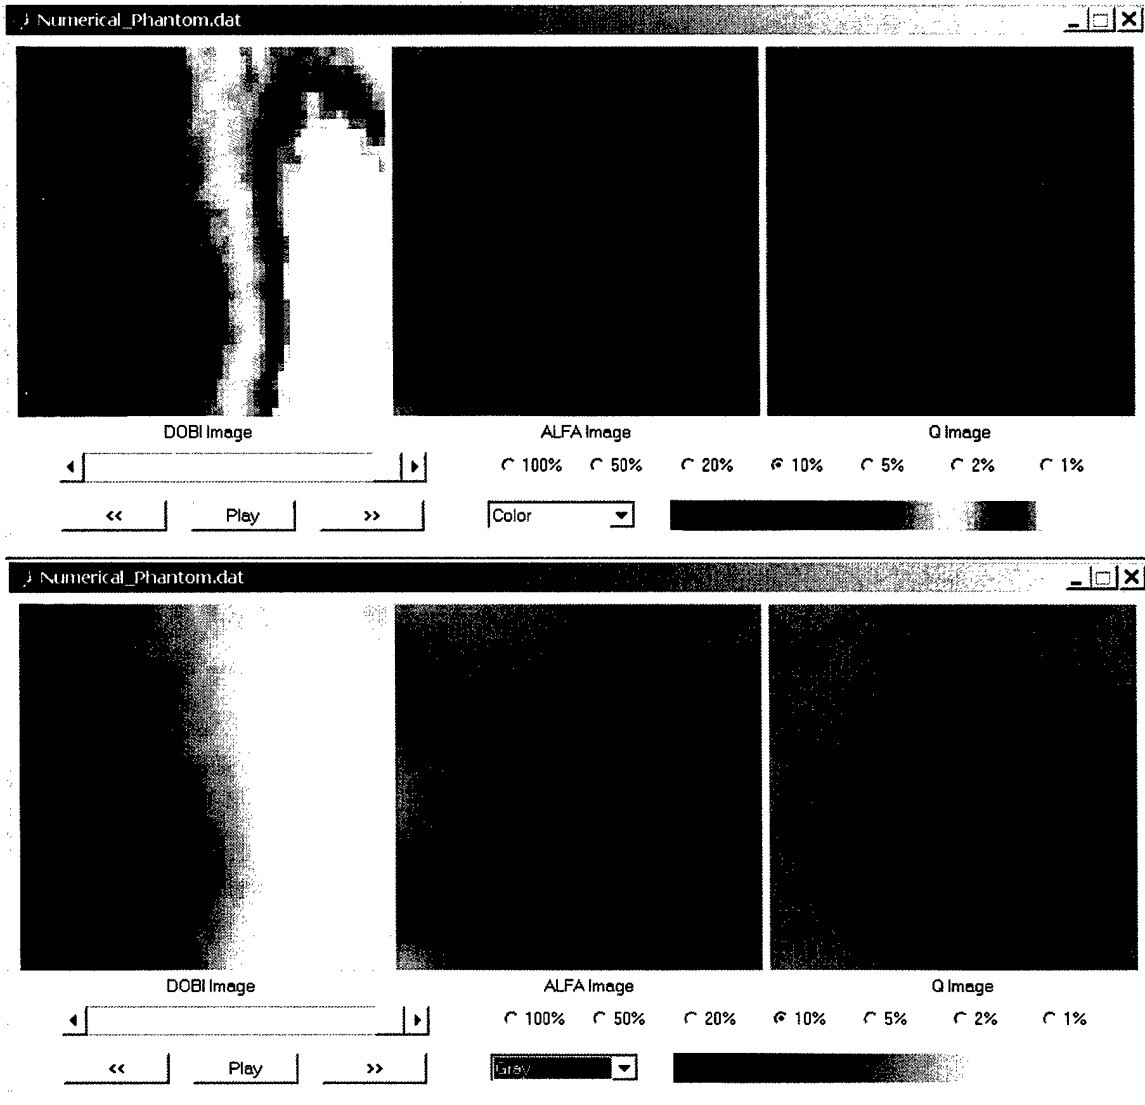 Numerical_Phantom.dat
DOBI Image ALFA Image Q Image
100% 50% 20% 10% 5% 2% 1%
<< Play >> Color
Numerical_Phantom.dat
DOBI Image ALFA Image Q Image
100% 50% 20% 10% 5% 2% 1%
<< Play >> Gray